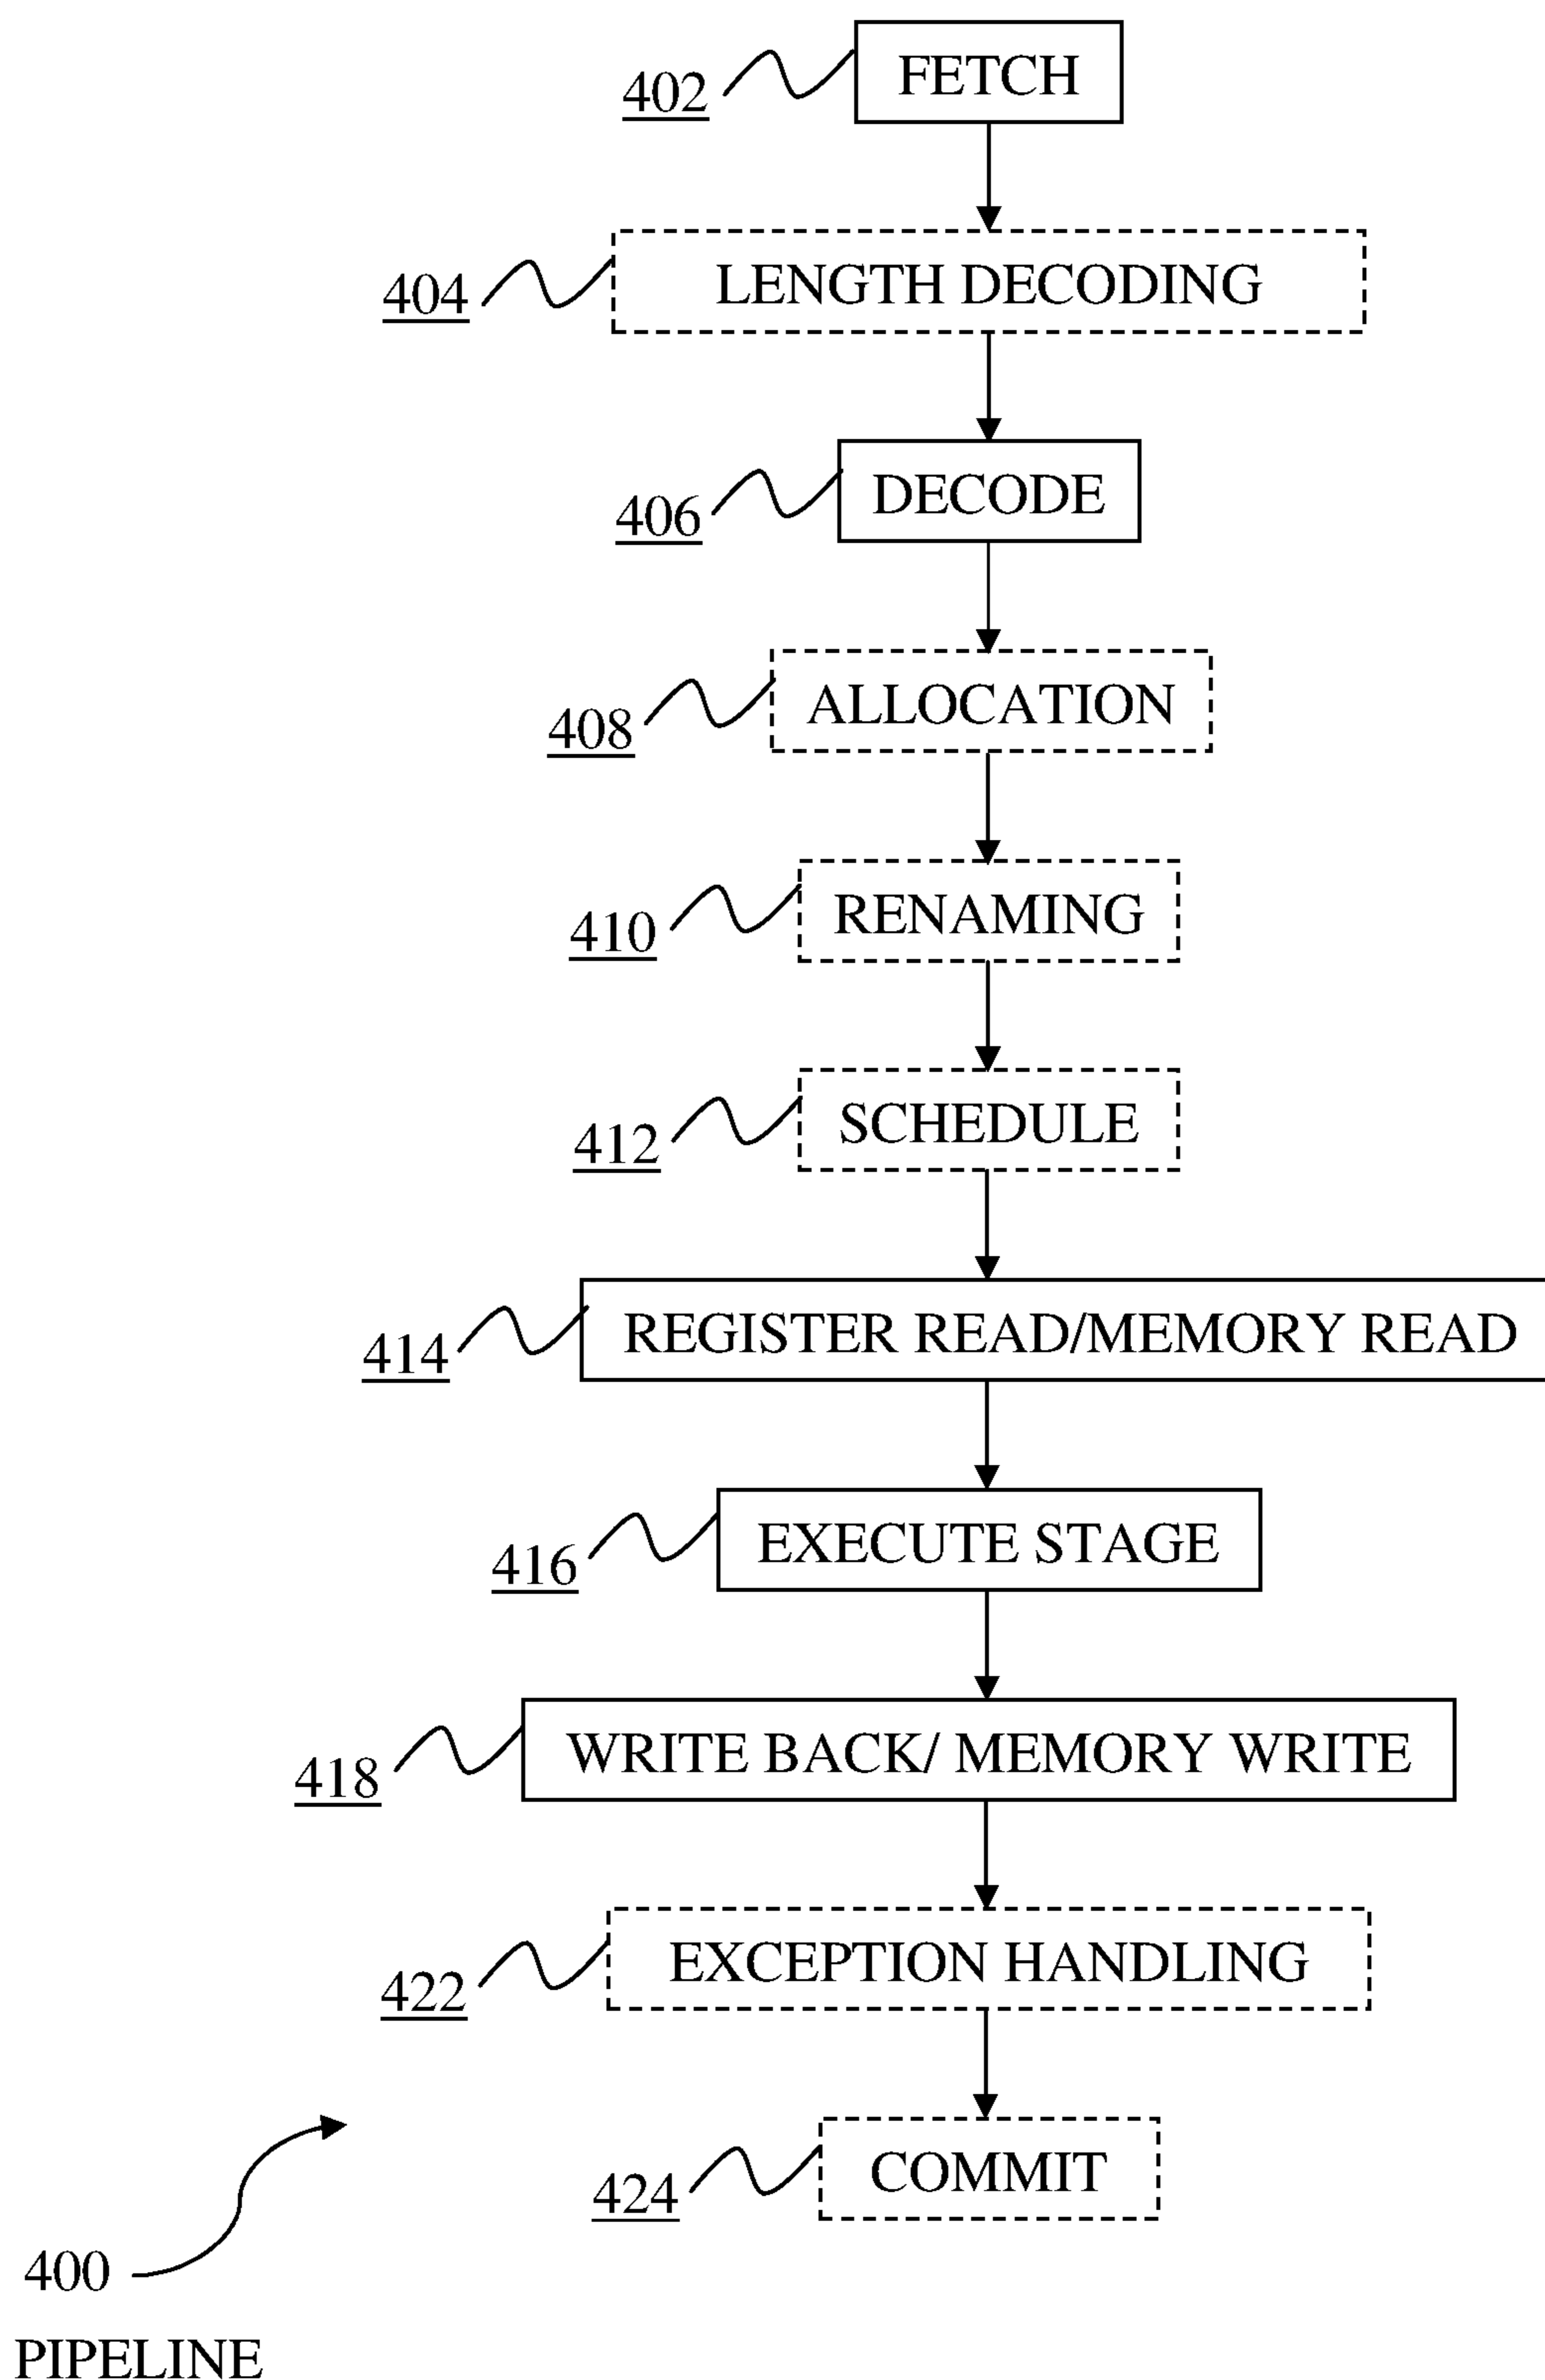 FETCH
402
LENGTH DECODING
404
DECODE
406
ALLOCATION
408
RENAMING
410
SCHEDULE
412
REGISTER READ/MEMORY READ
414
EXECUTE STAGE
416
WRITE BACK/ MEMORY WRITE
418
EXCEPTION HANDLING
422
COMMIT
424
400
PIPELINE